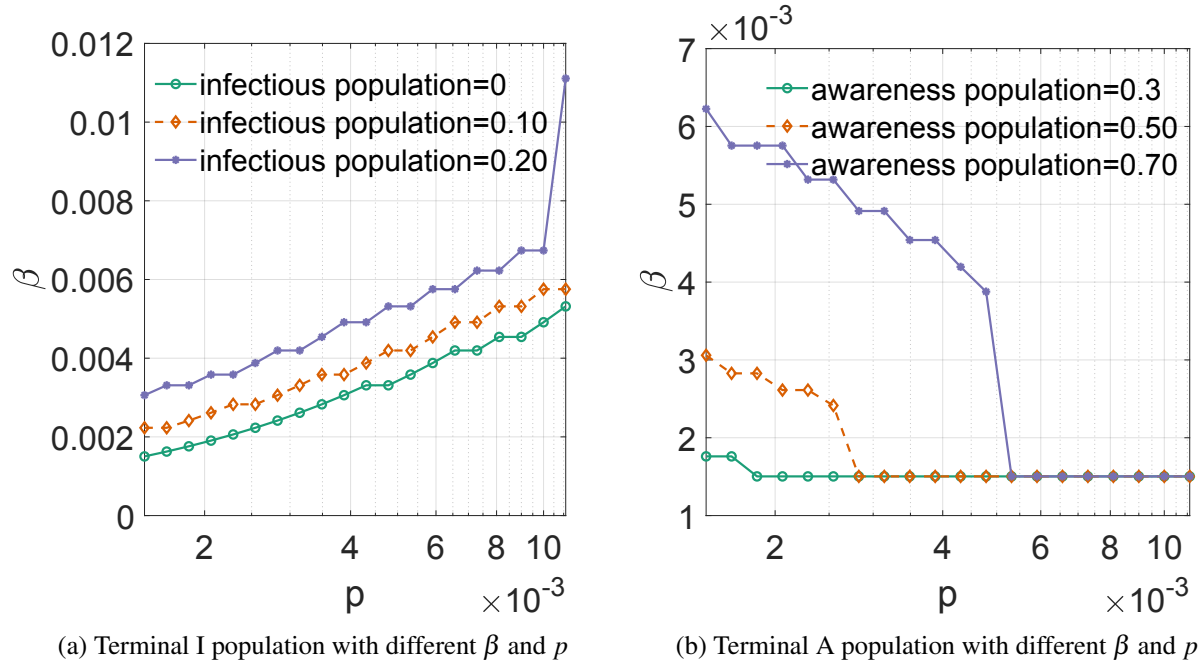 0.012
0.01
0.008
0.006
0.004
0.002
0
β
infectious population=0
infectious population=0.10
infectious population=0.20
2 4 6 8 10
p × 10⁻³
(a) Terminal I population with different β and p
× 10⁻³
7
6
5
4
3
2
1
β
awareness population=0.3
awareness population=0.50
awareness population=0.70
2 4 6 8 10
p × 10⁻³
(b) Terminal A population with different β and p